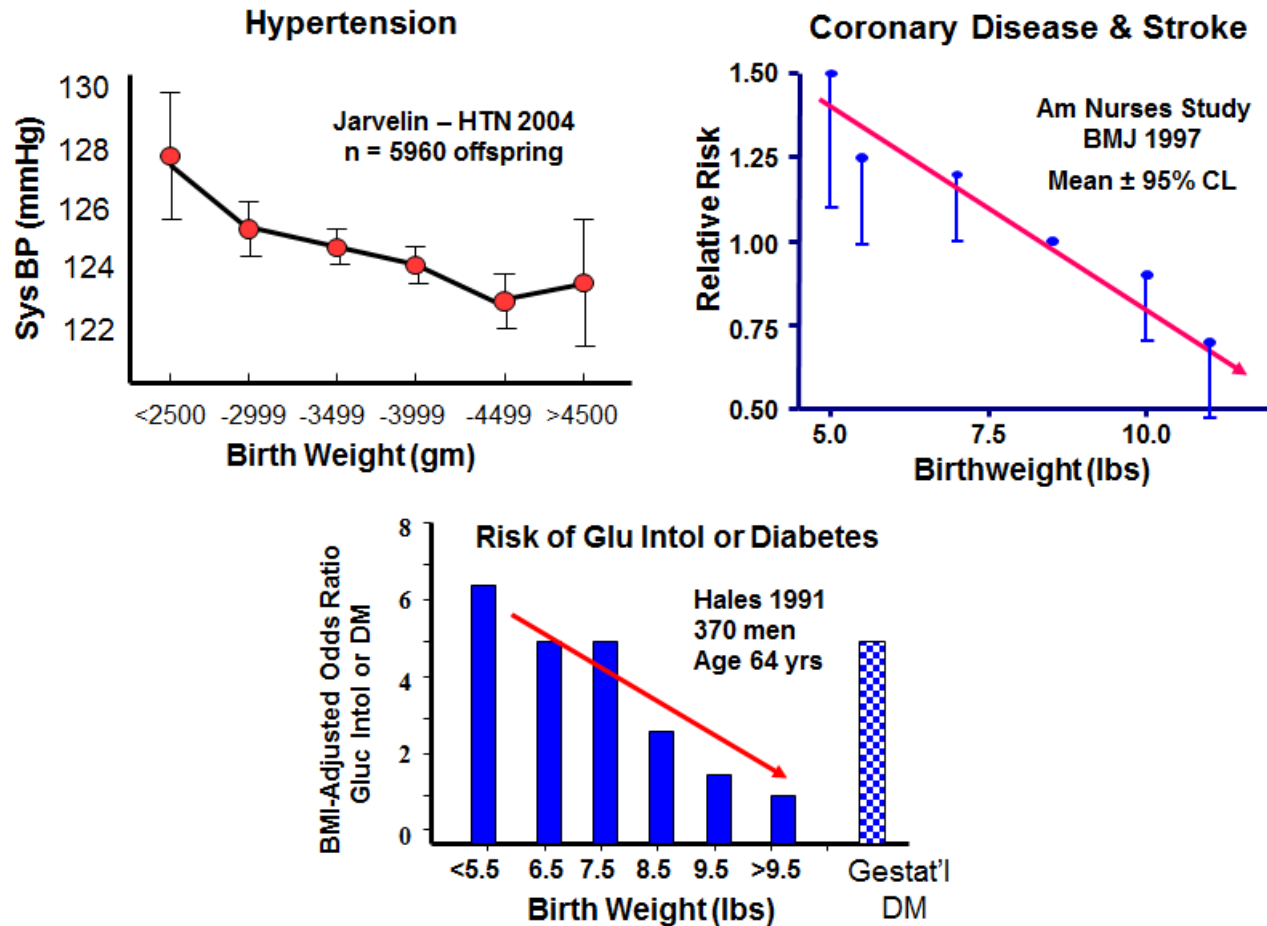 Hypertension
130
128
126
124
122
Sys BP (mmHg)
Jarvelin – HTN 2004
n = 5960 offspring
<2500 -2999 -3499 -3999 -4499 >4500
Birth Weight (gm)
Coronary Disease & Stroke
1.50
1.25
1.00
0.75
0.50
Relative Risk
Am Nurses Study
BMJ 1997
Mean ± 95% CL
5.0 7.5 10.0
Birthweight (lbs)
Risk of Glu Intol or Diabetes
8
6
4
2
0
BMI-Adjusted Odds Ratio
Gluc Intol or DM
Hales 1991
370 men
Age 64 yrs
<5.5 6.5 7.5 8.5 9.5 >9.5
Birth Weight (lbs)
Gestat'l
DM